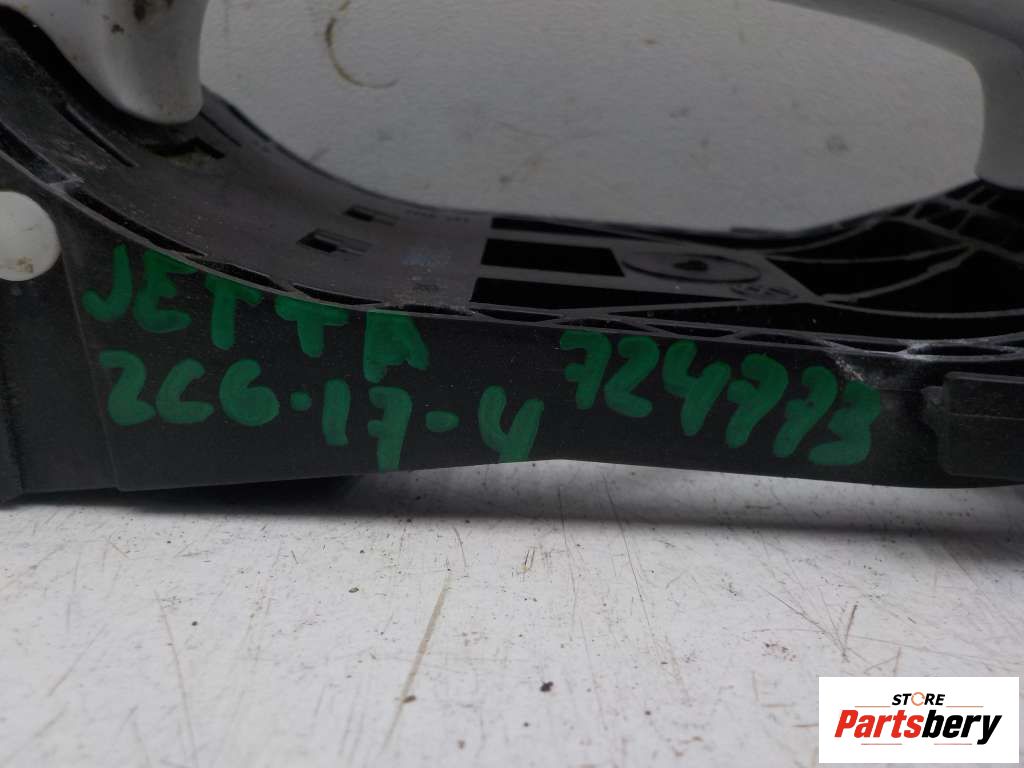 JETTA
2CG·17-4 724773
STORE
Partsbery